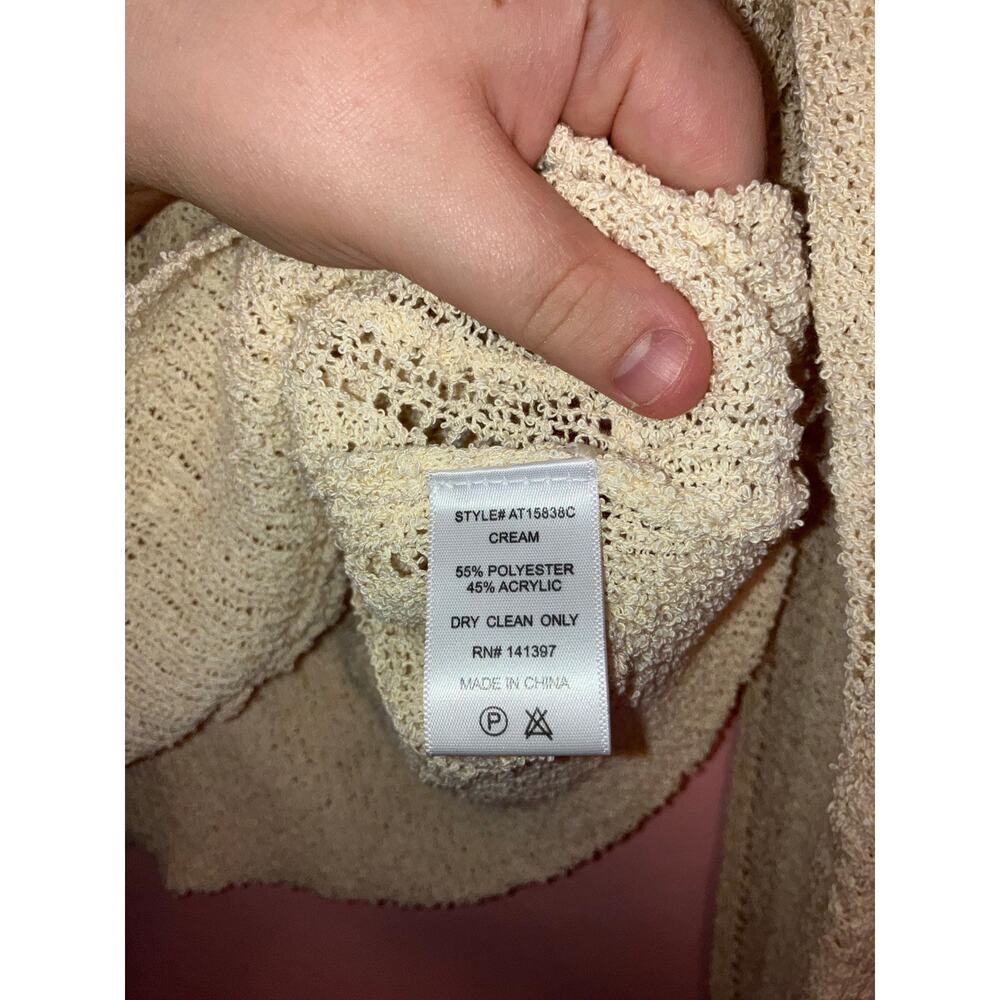 STYLE# AT15838C
CREAM
55% POLYESTER
45% ACRYLIC
DRY CLEAN ONLY
RN# 141397
MADE IN CHINA
P